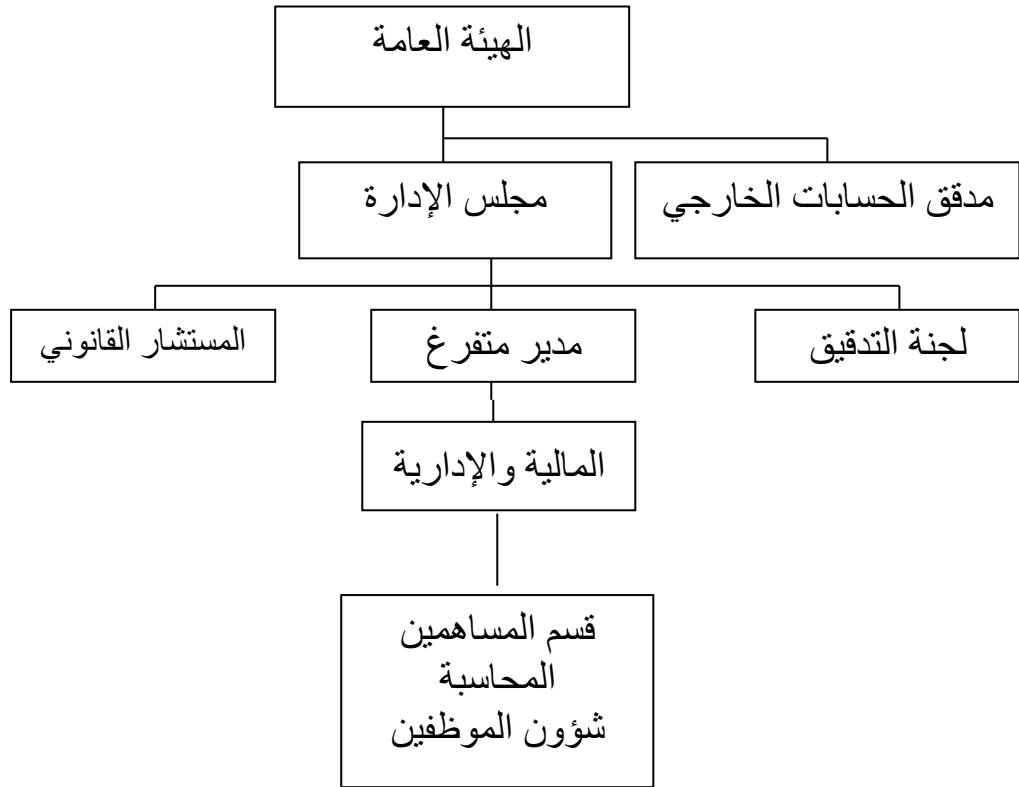 الهيئة العامة
مدقق الحسابات الخارجي
مجلس الإدارة
لجنة التدقيق
مدير متفرغ
المستشار القانوني
المالية والإدارية
قسم المساهمين
المحاسبة
شؤون الموظفين